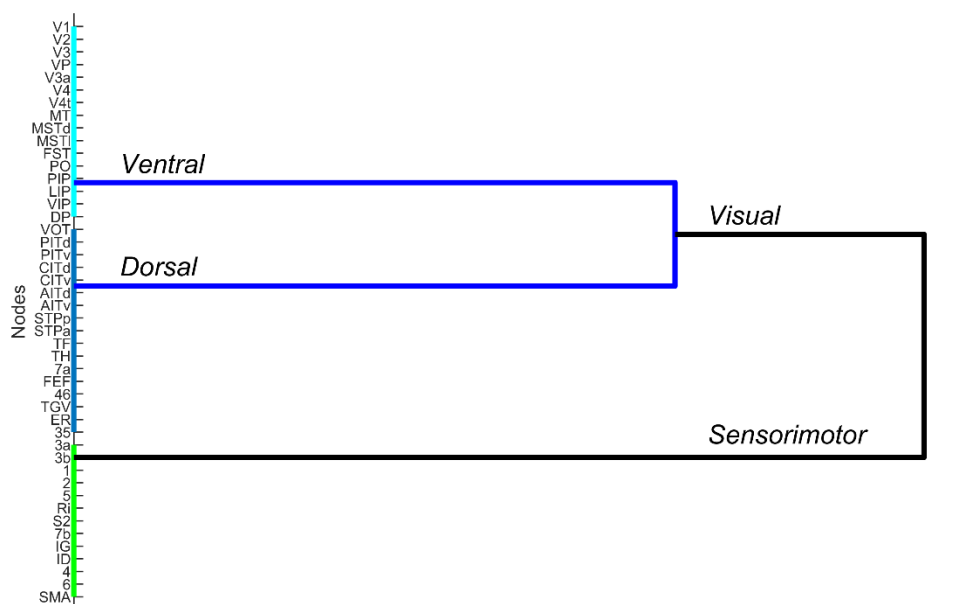 V1
V2
V3
VP
V3a
V4
V4t
MT
MSTd
MSTl
FST
PO
PIP
LIP
VIP
DP
VOT
PITd
PITv
CITd
CITv
AITd
AITv
STPp
STPa
TF
TH
7a
FEF
46
TGV
ER
35
3a
3b
1
2
5
Ri
S2
7b
IG
ID
4
6
SMA
Nodes
Ventral
Dorsal
Visual
Sensorimotor